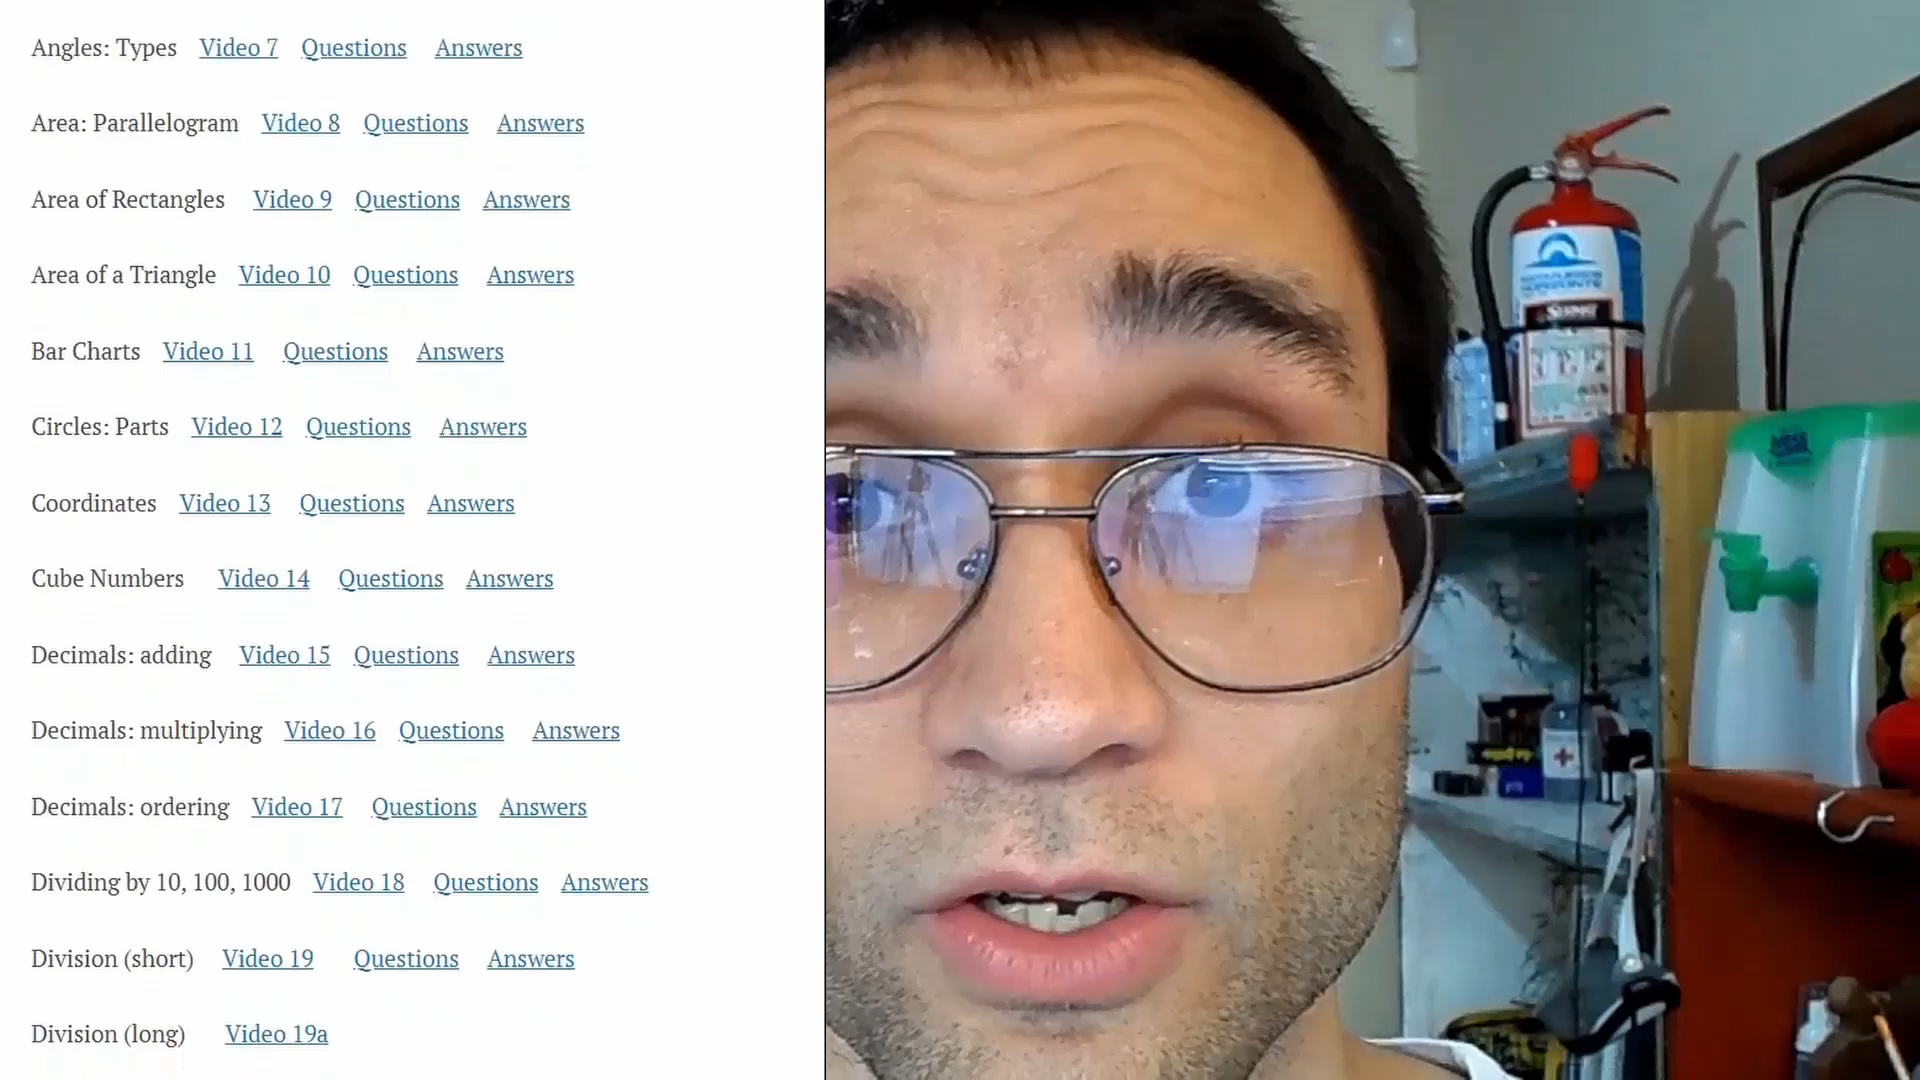 Angles: Types Video 7 Questions Answers
Area: Parallelogram Video 8 Questions Answers
Area of Rectangles Video 9 Questions Answers
Area of a Triangle Video 10 Questions Answers
Bar Charts Video 11 Questions Answers
Circles: Parts Video 12 Questions Answers
Coordinates Video 13 Questions Answers
Cube Numbers Video 14 Questions Answers
Decimals: adding Video 15 Questions Answers
Decimals: multiplying Video 16 Questions Answers
Decimals: ordering Video 17 Questions Answers
Dividing by 10, 100, 1000 Video 18 Questions Answers
Division (short) Video 19 Questions Answers
Division (long) Video 19a